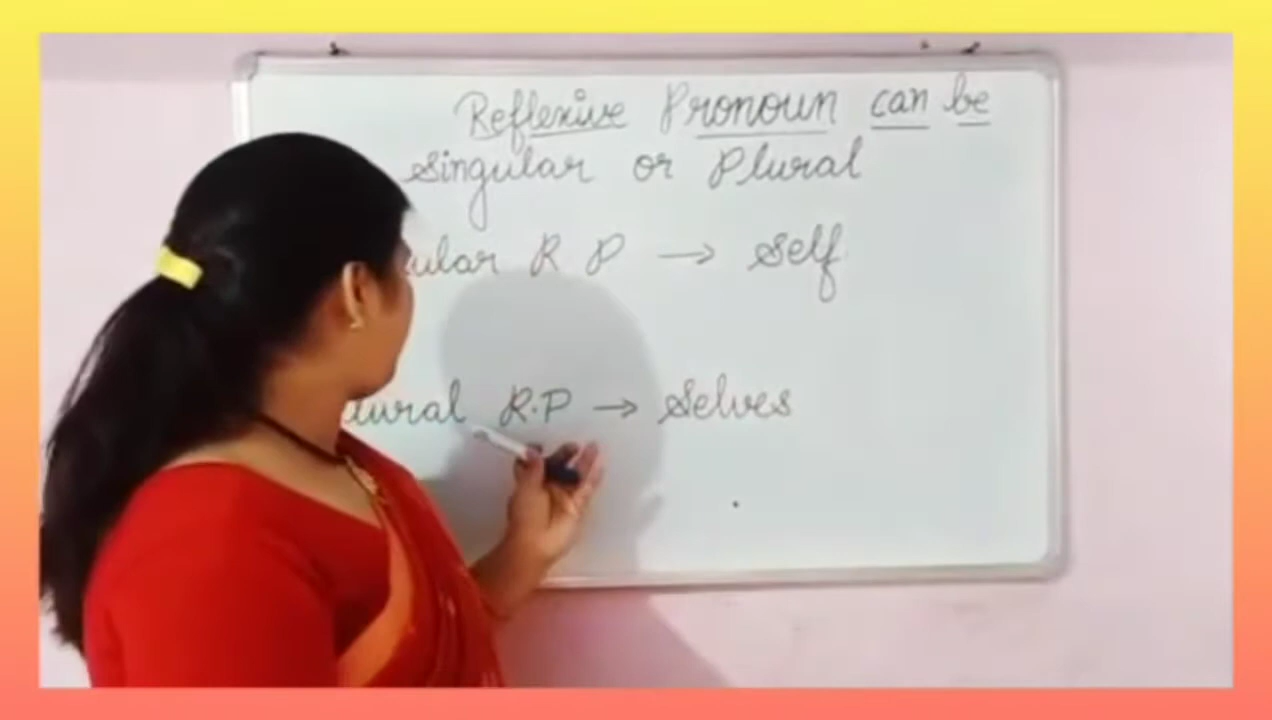 Reflexive Pronoun can be
Singular or Plural
R P → Self
R.P → Selves